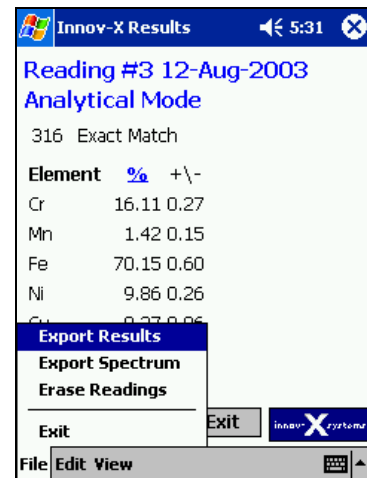 Innov-X Results 5:31
Reading #3 12-Aug-2003
Analytical Mode
316 Exact Match
Element % +\-
Cr 16.11 0.27
Mn 1.42 0.15
Fe 70.15 0.60
Ni 9.86 0.26
Export Results
Export Spectrum
Erase Readings
Exit
Exit innov-X systems
File Edit View